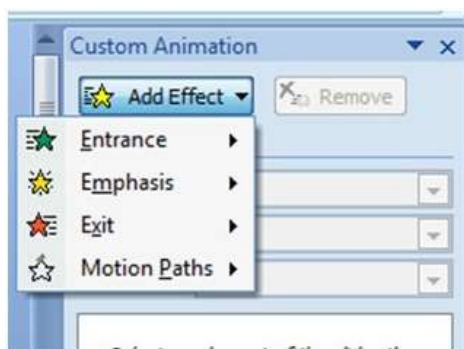 Custom Animation
Add Effect
Remove
Entrance
Emphasis
Exit
Motion Paths